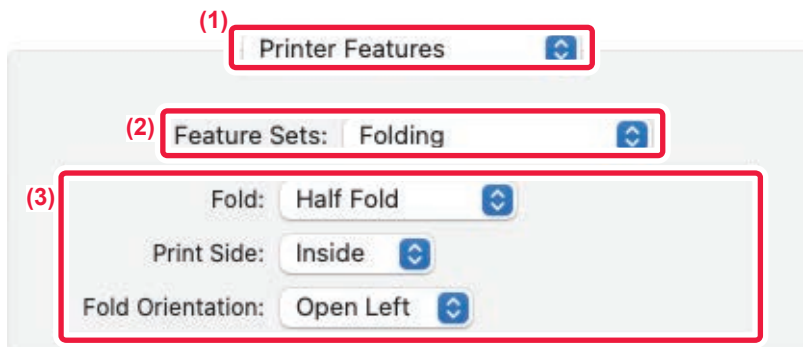 (1)
Printer Features
(2) Feature Sets: Folding
(3)
Fold: Half Fold
Print Side: Inside
Fold Orientation: Open Left